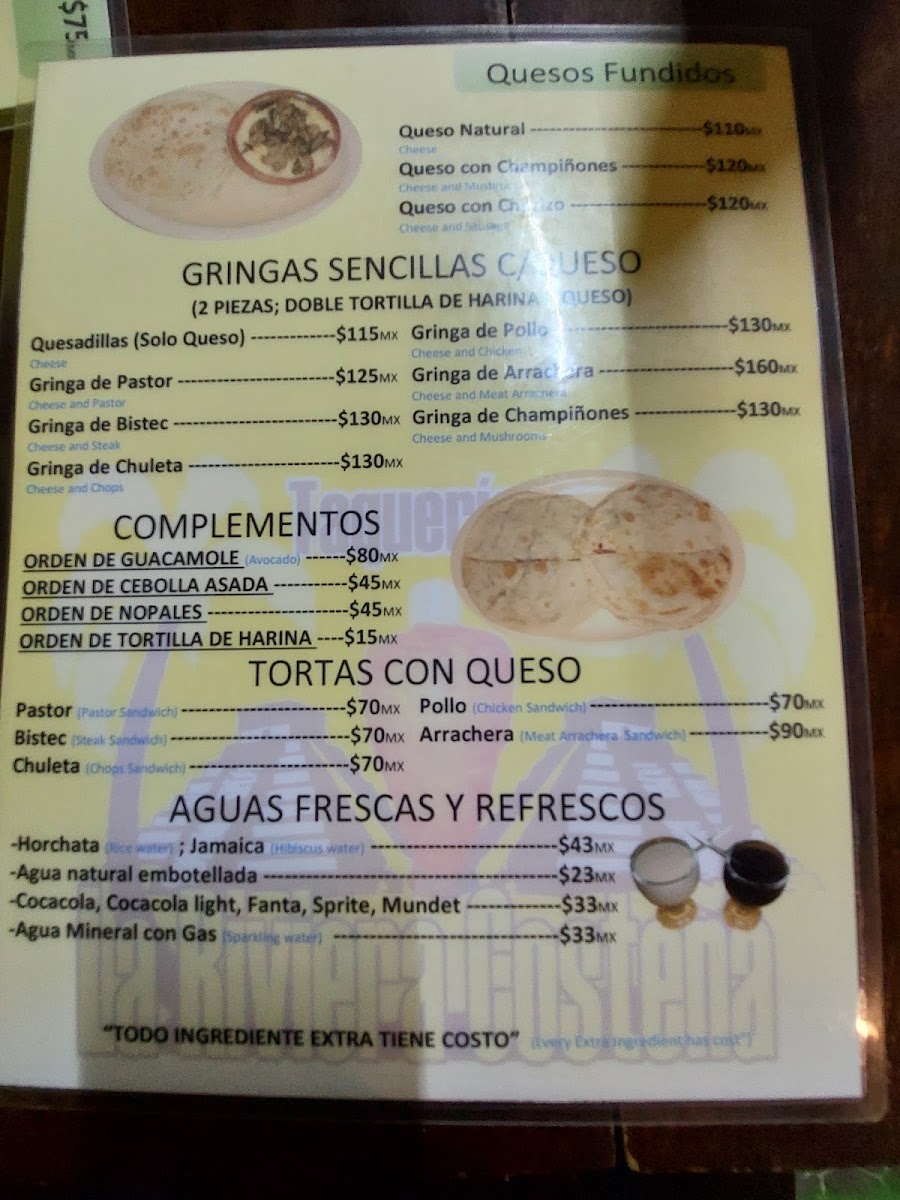 $75
Quesos Fundidos
Queso Natural -----------------------$110MX
Cheese
Queso con Champiñones -----------$120MX
Cheese and
Queso con -----------------$120MX
Cheese and Sausage
GRINGAS SENCILLAS C/QUESO
(2 PIEZAS; DOBLE TORTILLA DE HARINA QUESO)
Quesadillas (Solo Queso) ------------$115MX
Cheese
Gringa de Pastor ----------------------$125MX
Cheese and Pastor
Gringa de Bistec -----------------------$130MX
Cheese and Steak
Gringa de Chuleta ---------------------$130MX
Cheese and Chops
Gringa de Pollo -----------------------$130MX
Cheese and Chicken
Gringa de Arrachera -------------------$160MX
Cheese and Meat Arrachera
Gringa de Champiñones --------------$130MX
Cheese and Mushrooms
COMPLEMENTOS
ORDEN DE GUACAMOLE (Avocado) ------$80MX
ORDEN DE CEBOLLA ASADA -----------$45MX
ORDEN DE NOPALES --------------------$45MX
ORDEN DE TORTILLA DE HARINA ----$15MX
TORTAS CON QUESO
Pastor (Pastor Sandwich) -----------------------$70MX
Bistec (Steak Sandwich) -------------------------$70MX
Chuleta (Chops Sandwich) ----------------------$70MX
Pollo (Chicken Sandwich) -------------------------$70MX
Arrachera (Meat Arrachera Sandwich) -----------$90MX
AGUAS FRESCAS Y REFRESCOS
-Horchata (Rice water) ; Jamaica (Hibiscus water) --------------------------$43MX
-Agua natural embotellada -----------------------------------------$23MX
-Cocacola, Cocacola light, Fanta, Sprite, Mundet -------------$33MX
-Agua Mineral con Gas (Sparkling water) -------------------------------$33MX
La Riviera Costeña
"TODO INGREDIENTE EXTRA TIENE COSTO" (Every Extra ingredient has cost")